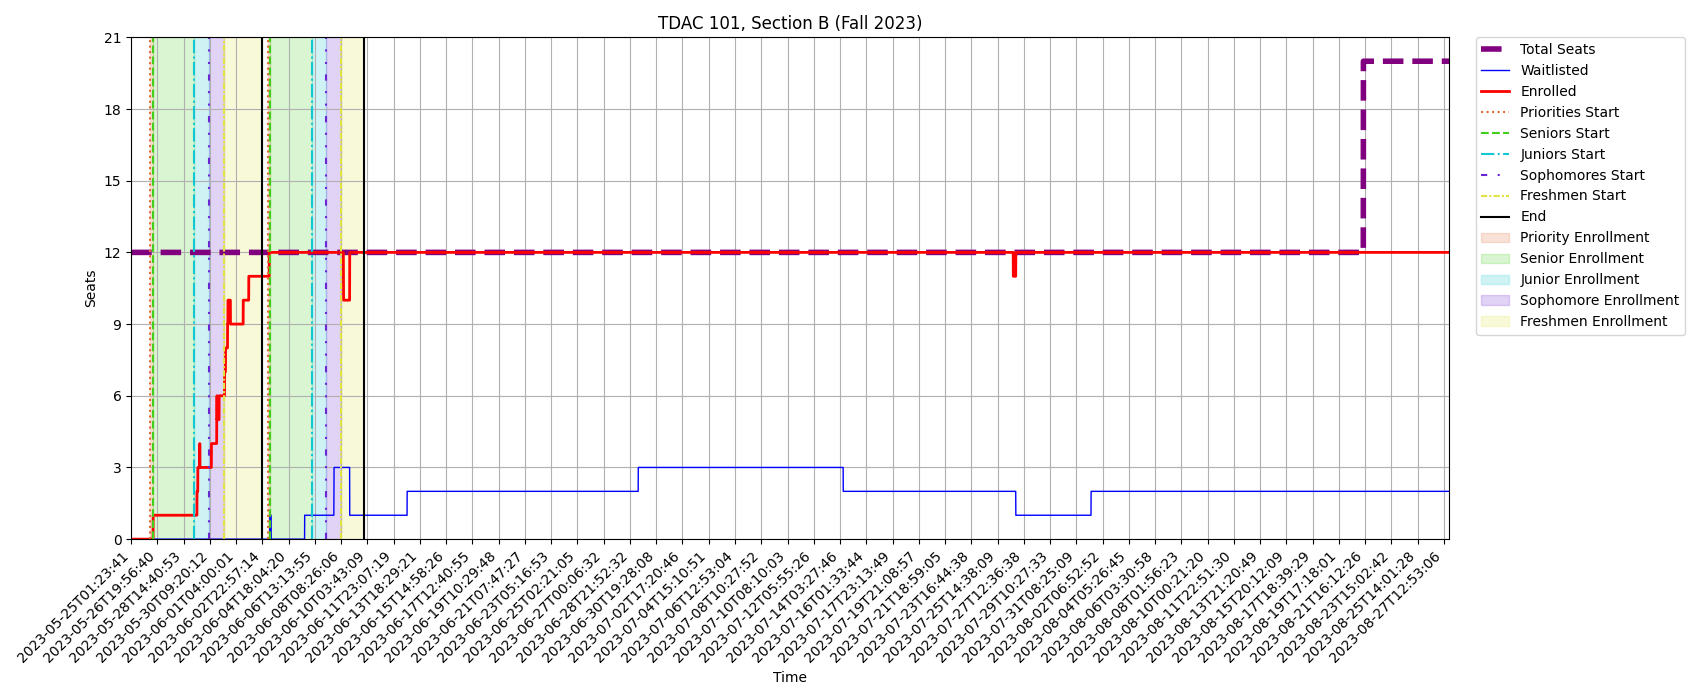 TDAC 101, Section B (Fall 2023)
21
18
15
12
9
6
3
0
Seats
2023-05-25T01:23:41
2023-05-26T19:56:40
2023-05-28T14:40:53
2023-05-30T09:20:12
2023-06-01T04:00:01
2023-06-02T22:57:14
2023-06-04T18:04:20
2023-06-06T13:13:55
2023-06-08T08:26:06
2023-06-10T03:43:09
2023-06-11T23:07:19
2023-06-13T18:29:21
2023-06-15T14:58:26
2023-06-17T12:40:55
2023-06-19T10:29:48
2023-06-21T07:47:27
2023-06-23T05:16:53
2023-06-25T02:21:05
2023-06-27T00:06:32
2023-06-28T21:52:32
2023-06-30T19:28:08
2023-07-02T17:20:46
2023-07-04T15:10:51
2023-07-06T12:53:04
2023-07-08T10:27:52
2023-07-10T08:10:03
2023-07-12T05:55:26
2023-07-14T03:27:46
2023-07-16T01:33:44
2023-07-17T23:13:49
2023-07-19T21:08:57
2023-07-21T18:59:05
2023-07-23T16:44:38
2023-07-25T14:38:09
2023-07-27T12:36:38
2023-07-29T10:27:33
2023-07-31T08:25:09
2023-08-02T06:52:52
2023-08-04T05:26:45
2023-08-06T03:30:58
2023-08-08T01:56:23
2023-08-10T00:21:20
2023-08-11T22:51:30
2023-08-13T21:20:49
2023-08-15T20:12:09
2023-08-17T18:39:29
2023-08-19T17:18:01
2023-08-21T16:12:26
2023-08-23T15:02:42
2023-08-25T14:01:28
2023-08-27T12:53:06
Time
Total Seats
Waitlisted
Enrolled
Priorities Start
Seniors Start
Juniors Start
Sophomores Start
Freshmen Start
End
Priority Enrollment
Senior Enrollment
Junior Enrollment
Sophomore Enrollment
Freshmen Enrollment